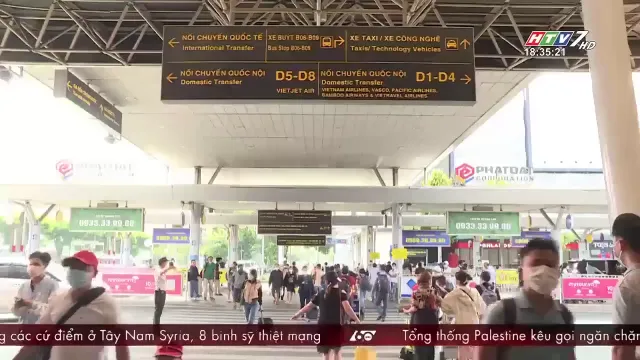 HTV7 HD
18:35:21
NỐI CHUYẾN QUỐC TẾ
International Transfer
XE BUÝT B06-B09
Bus Stop B06-B09
XE TAXI / XE CÔNG NGHỆ
Taxis/Technology Vehicles
NỐI CHUYẾN QUỐC NỘI
Domestic Transfer
D5-D8
VIETJET AIR
NỐI CHUYẾN QUỐC NỘI
Domestic Transfer
D1-D4
VIETNAM AIRLINES, VASCO, PACIFIC AIRLINES,
BAMBOO AIRWAYS & VIETRAVEL AIRLINES.
PHATDAT
CORPORATION
0933.33 99 88
0933.33 99 88
g các cứ điểm ở Tây Nam Syria, 8 binh sỹ thiệt mạng
60
Tổng thống Palestine kêu gọi ngăn chặ